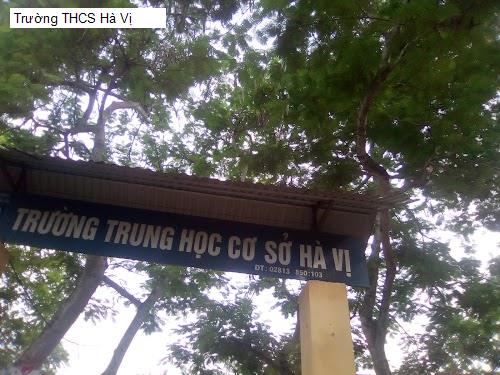 Trường THCS Hà Vị
TRƯỜNG TRUNG HỌC CƠ SỞ HÀ VỊ
ĐT: 02813 850:103